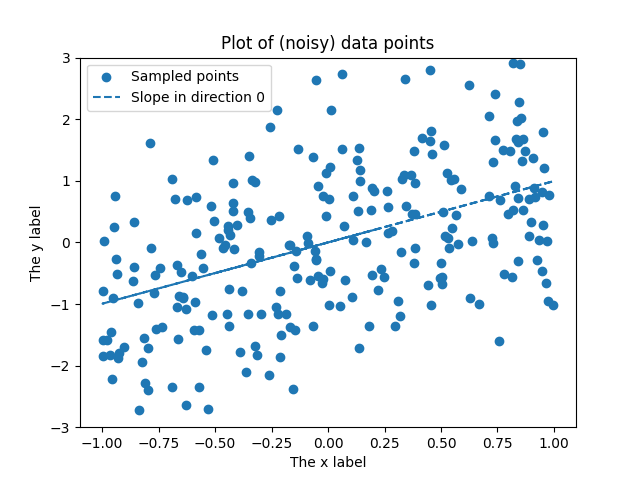 Plot of (noisy) data points
Sampled points
Slope in direction 0
The y label
3
2
1
0
−1
−2
−3
−1.00 −0.75 −0.50 −0.25 0.00 0.25 0.50 0.75 1.00
The x label